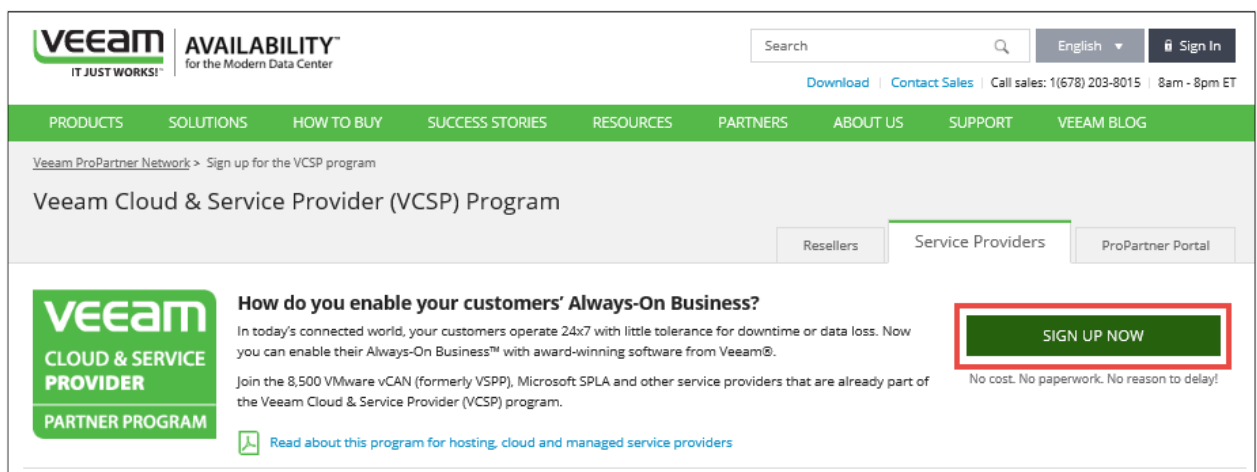 veeam
IT JUST WORKS!™
AVAILABILITY™
for the Modern Data Center
Search
English
Sign In
Download | Contact Sales | Call sales: 1(678) 203-8015 | 8am - 8pm ET
PRODUCTS SOLUTIONS HOW TO BUY SUCCESS STORIES RESOURCES PARTNERS ABOUT US SUPPORT VEEAM BLOG
Veeam ProPartner Network > Sign up for the VCSP program
Veeam Cloud & Service Provider (VCSP) Program
Resellers Service Providers ProPartner Portal
veeam
CLOUD & SERVICE
PROVIDER
PARTNER PROGRAM
How do you enable your customers' Always-On Business?
In today's connected world, your customers operate 24x7 with little tolerance for downtime or data loss. Now
you can enable their Always-On Business™ with award-winning software from Veeam®.
Join the 8,500 VMware vCAN (formerly VSPP), Microsoft SPLA and other service providers that are already part of
the Veeam Cloud & Service Provider (VCSP) program.
Read about this program for hosting, cloud and managed service providers
SIGN UP NOW
No cost. No paperwork. No reason to delay!